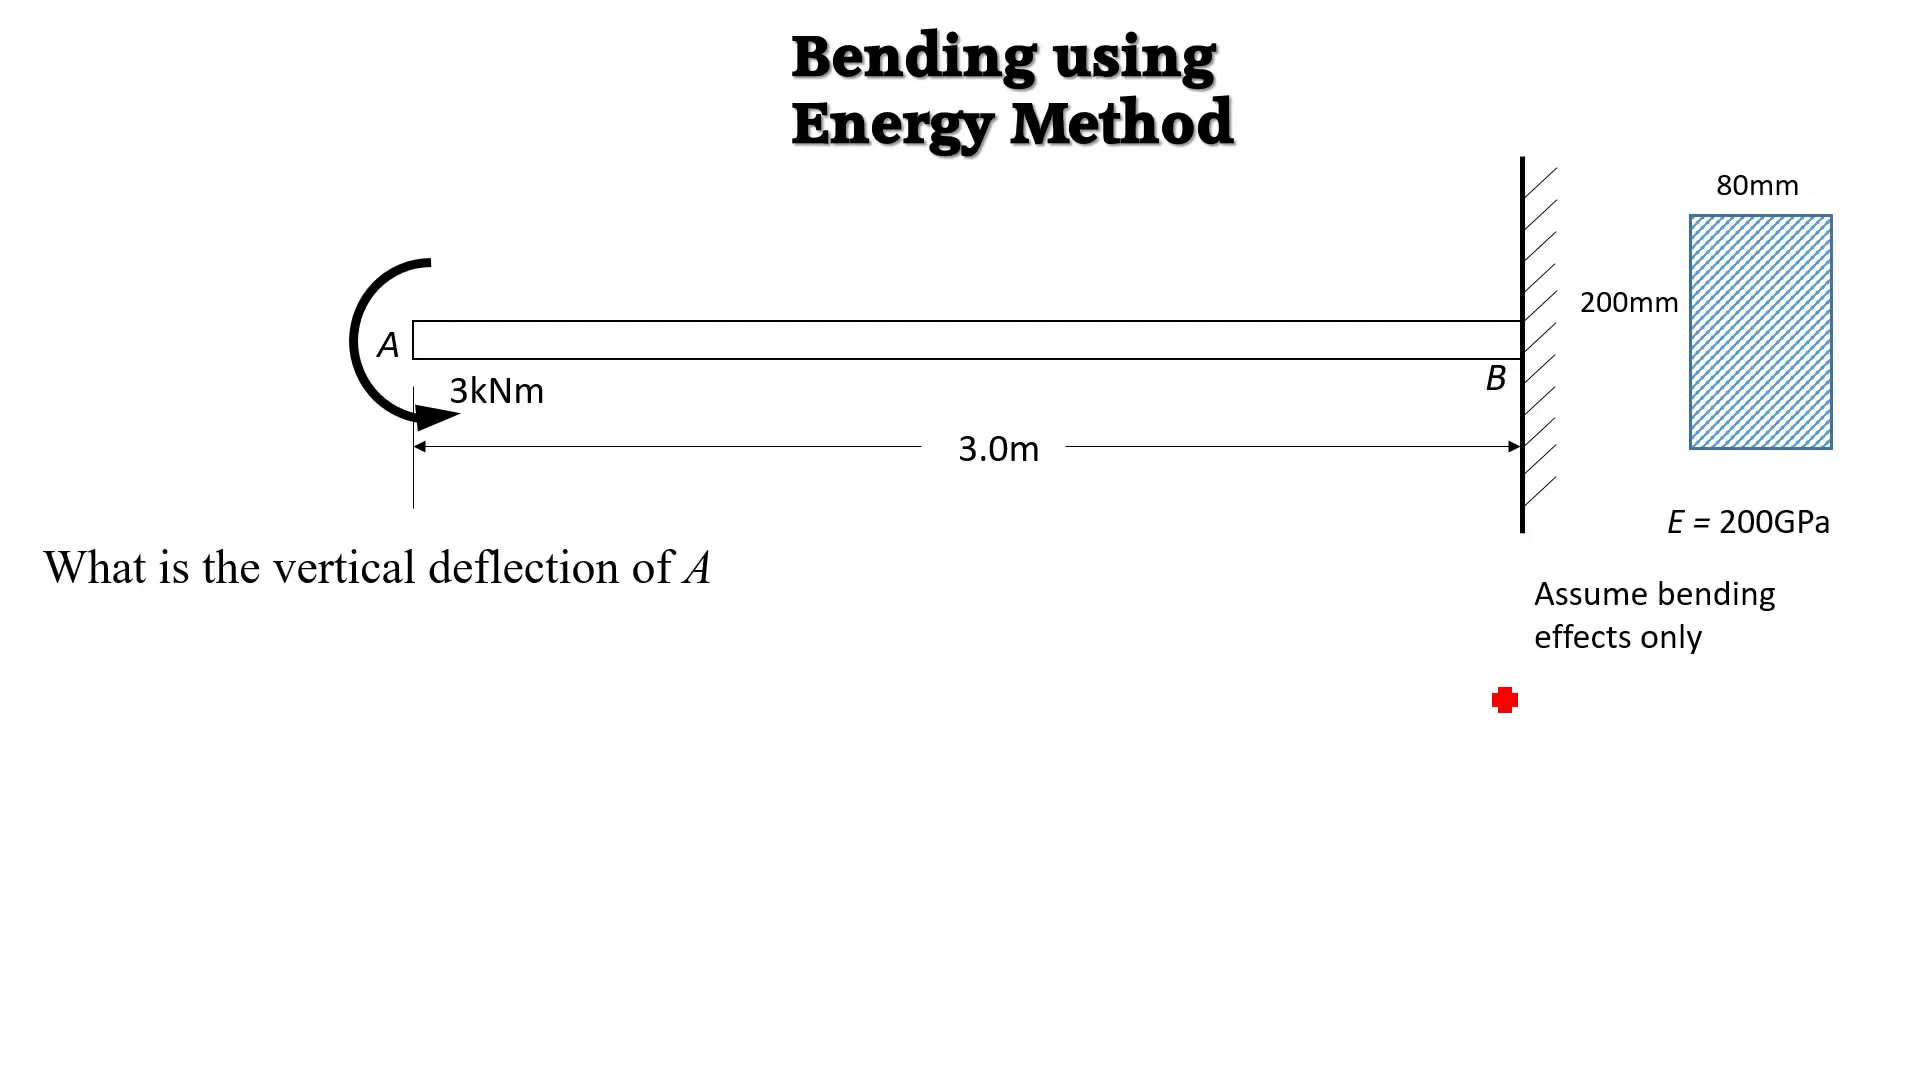 Bending using
Energy Method
80mm
200mm
A
B
3kNm
3.0m
E = 200GPa
What is the vertical deflection of A
Assume bending
effects only